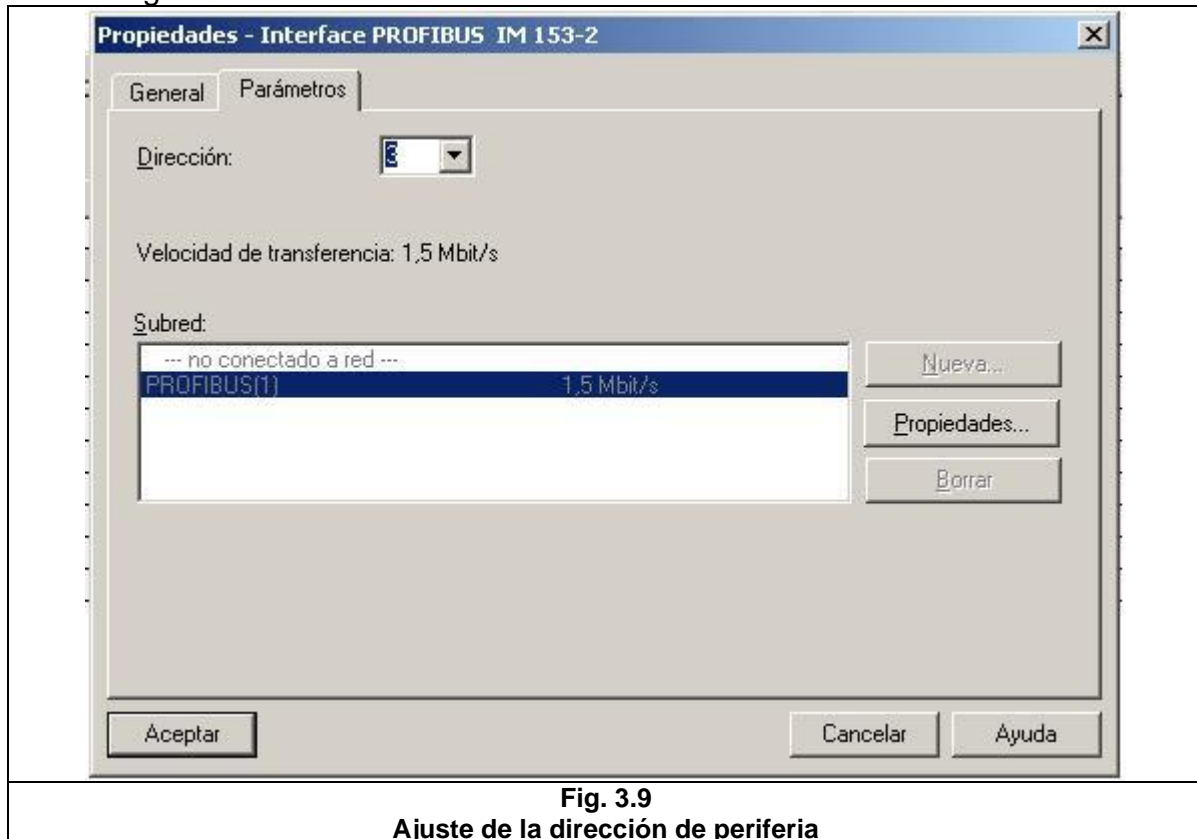 Propiedades - Interface PROFIBUS IM 153-2
General Parámetros
Dirección: 3
Velocidad de transferencia: 1,5 Mbit/s
Subred:
--- no conectado a red ---
PROFIBUS(1) 1,5 Mbit/s
Nueva...
Propiedades...
Borrar
Aceptar Cancelar Ayuda
Fig. 3.9
Ajuste de la dirección de periferia